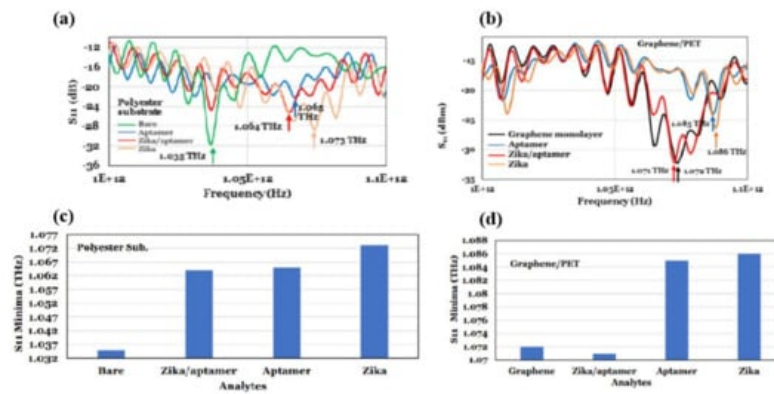 (a)
-12
-16
-20
-24
-28
-32
-36
S11 (dB)
Polyester
substrate
Bare
Aptamer
Zika/aptamer
Zika
1.035 THz
1.064 THz
1.065
THz
1.073 THz
1E+12
1.05E+12
1.1E+12
Frequency (Hz)
(b)
Graphene/PET
-15
-20
-25
-30
-35
S11 (dBm)
Graphene monolayer
Aptamer
Zika/aptamer
Zika
1.085 THz
1.086 THz
1.071 THz
1.072 THz
1E+12
1.05E+12
1.1E+12
Frequency (Hz)
(c)
Polyester Sub.
1.077
1.072
1.067
1.062
1.057
1.052
1.047
1.042
1.037
1.032
S11 Minima (THz)
Bare
Zika/aptamer
Aptamer
Zika
Analytes
(d)
Graphene/PET
1.088
1.086
1.084
1.082
1.08
1.078
1.076
1.074
1.072
1.07
S11 Minima (THz)
Graphene
Zika/aptamer
Aptamer
Zika
Analytes